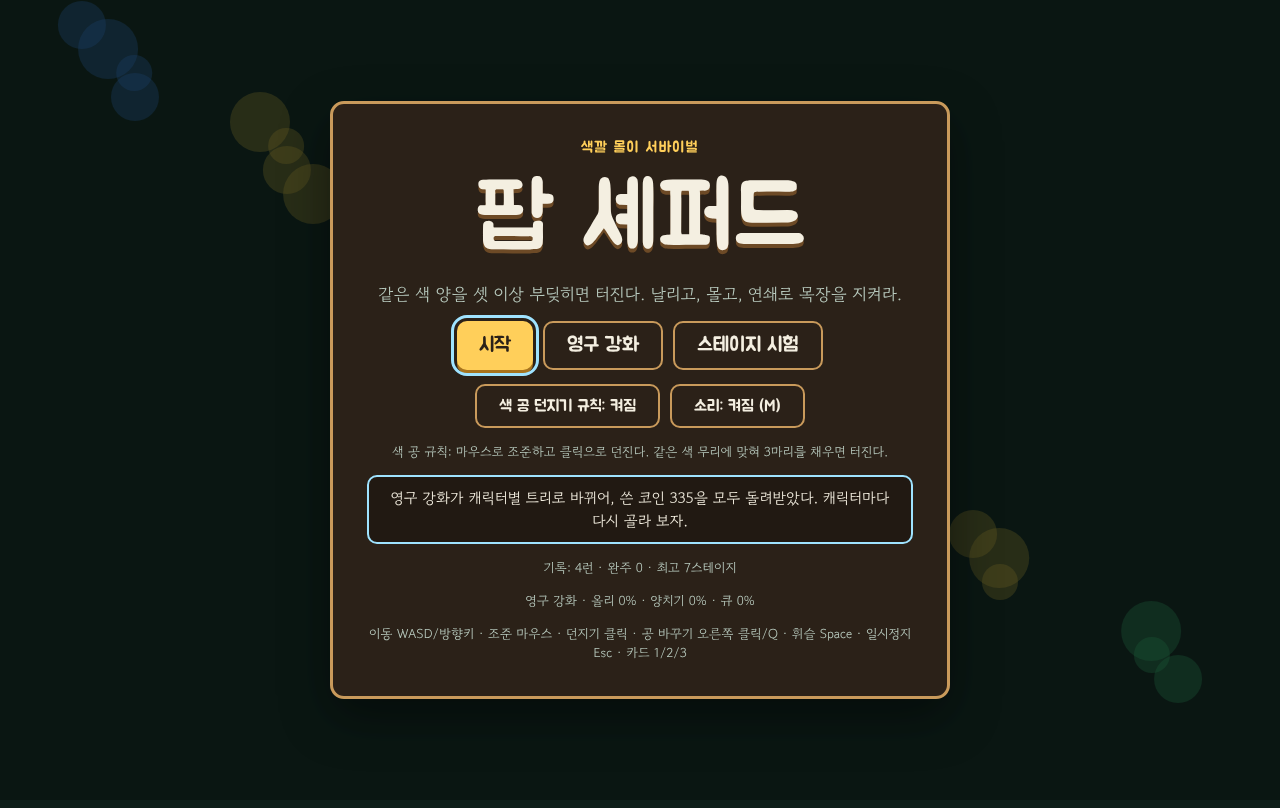 색깔 몰이 서바이벌
팝 셰퍼드
같은 색 양을 셋 이상 부딪히면 터진다. 날리고, 몰고, 연쇄로 목장을 지켜라.
시작
영구 강화
스테이지 시험
색 공 던지기 규칙: 켜짐
소리: 켜짐 (M)
색 공 규칙: 마우스로 조준하고 클릭으로 던진다. 같은 색 무리에 맞혀 3마리를 채우면 터진다.
영구 강화가 캐릭터별 트리로 바뀌어, 쓴 코인 335을 모두 돌려받았다. 캐릭터마다
다시 골라 보자.
기록: 4런 · 완주 0 · 최고 7스테이지
영구 강화 · 올리 0% · 양치기 0% · 큐 0%
이동 WASD/방향키 · 조준 마우스 · 던지기 클릭 · 공 바꾸기 오른쪽 클릭/Q · 휘슬 Space · 일시정지
Esc · 카드 1/2/3